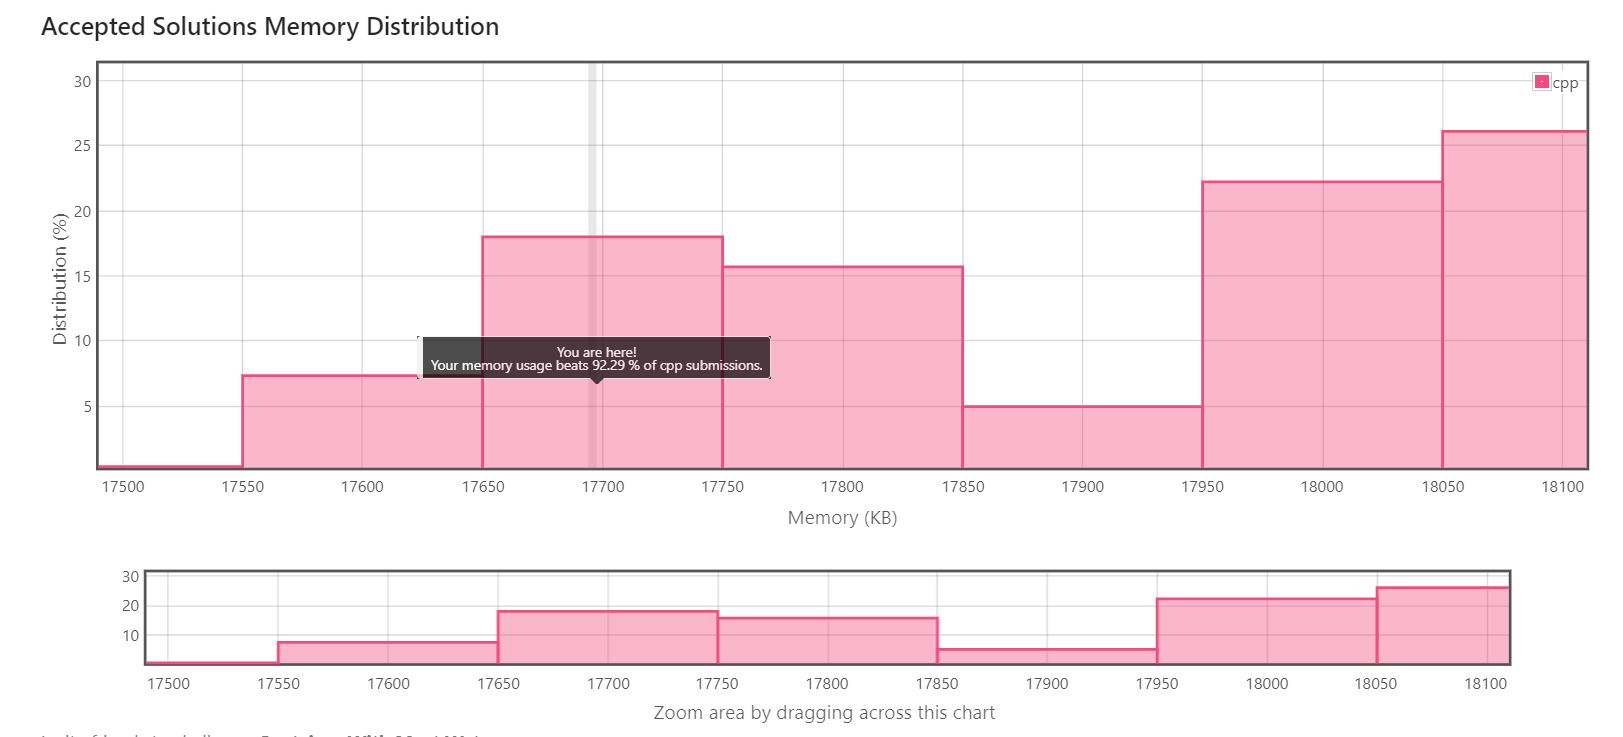 Accepted Solutions Memory Distribution
30
cpp
25
20
15
10
5
Distribution (%)
You are here!
Your memory usage beats 92.29 % of cpp submissions.
17500 17550 17600 17650 17700 17750 17800 17850 17900 17950 18000 18050 18100
Memory (KB)
30
20
10
17500 17550 17600 17650 17700 17750 17800 17850 17900 17950 18000 18050 18100
Zoom area by dragging across this chart